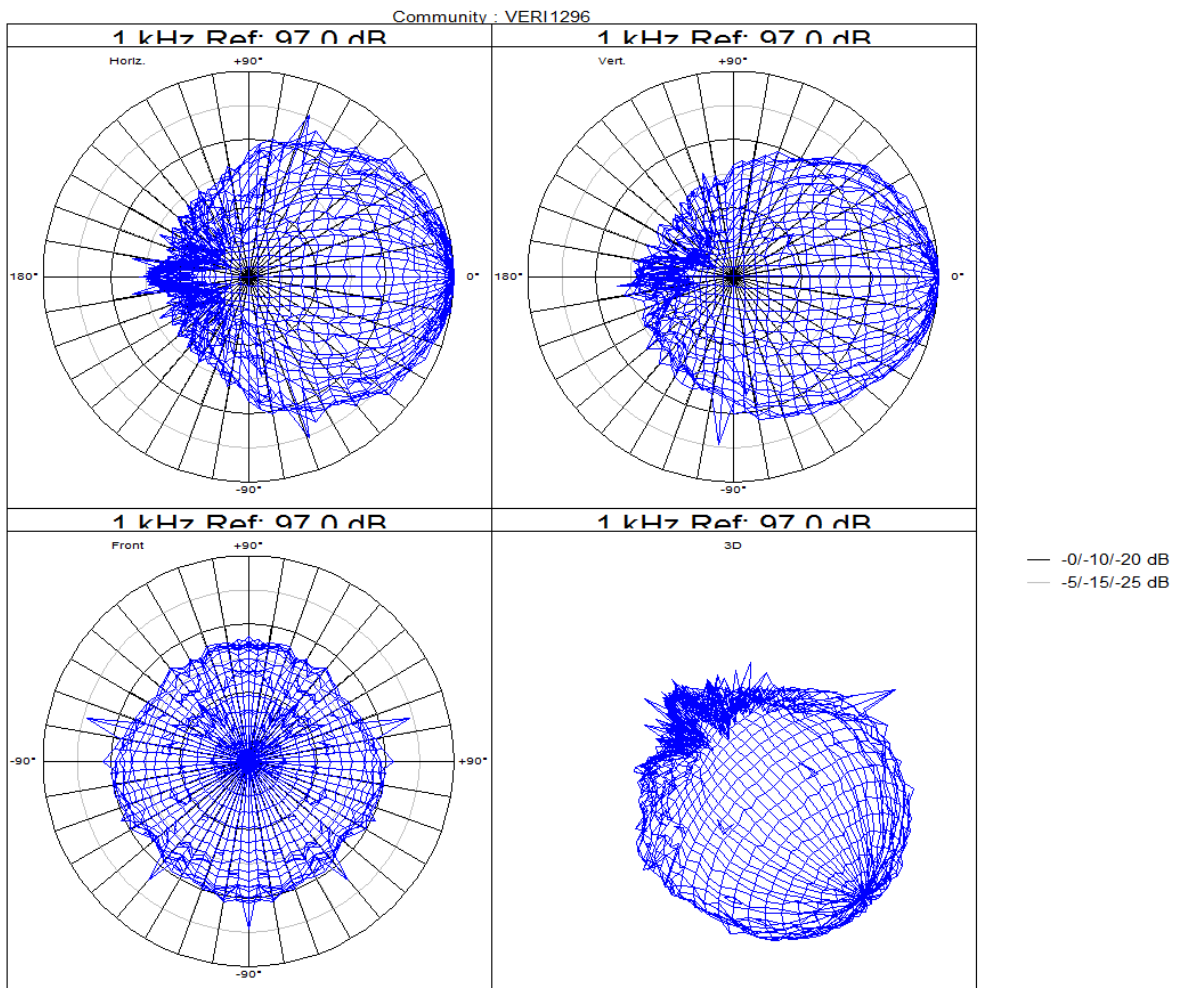 Community : VERI1296
1 kHz Ref: 97.0 dB
1 kHz Ref: 97.0 dB
Horiz.
+90°
180°
0°
-90°
Vert.
+90°
180°
0°
-90°
1 kHz Ref: 97.0 dB
1 kHz Ref: 97.0 dB
Front
+90°
-90°
+90°
-90°
3D
-0/-10/-20 dB
-5/-15/-25 dB